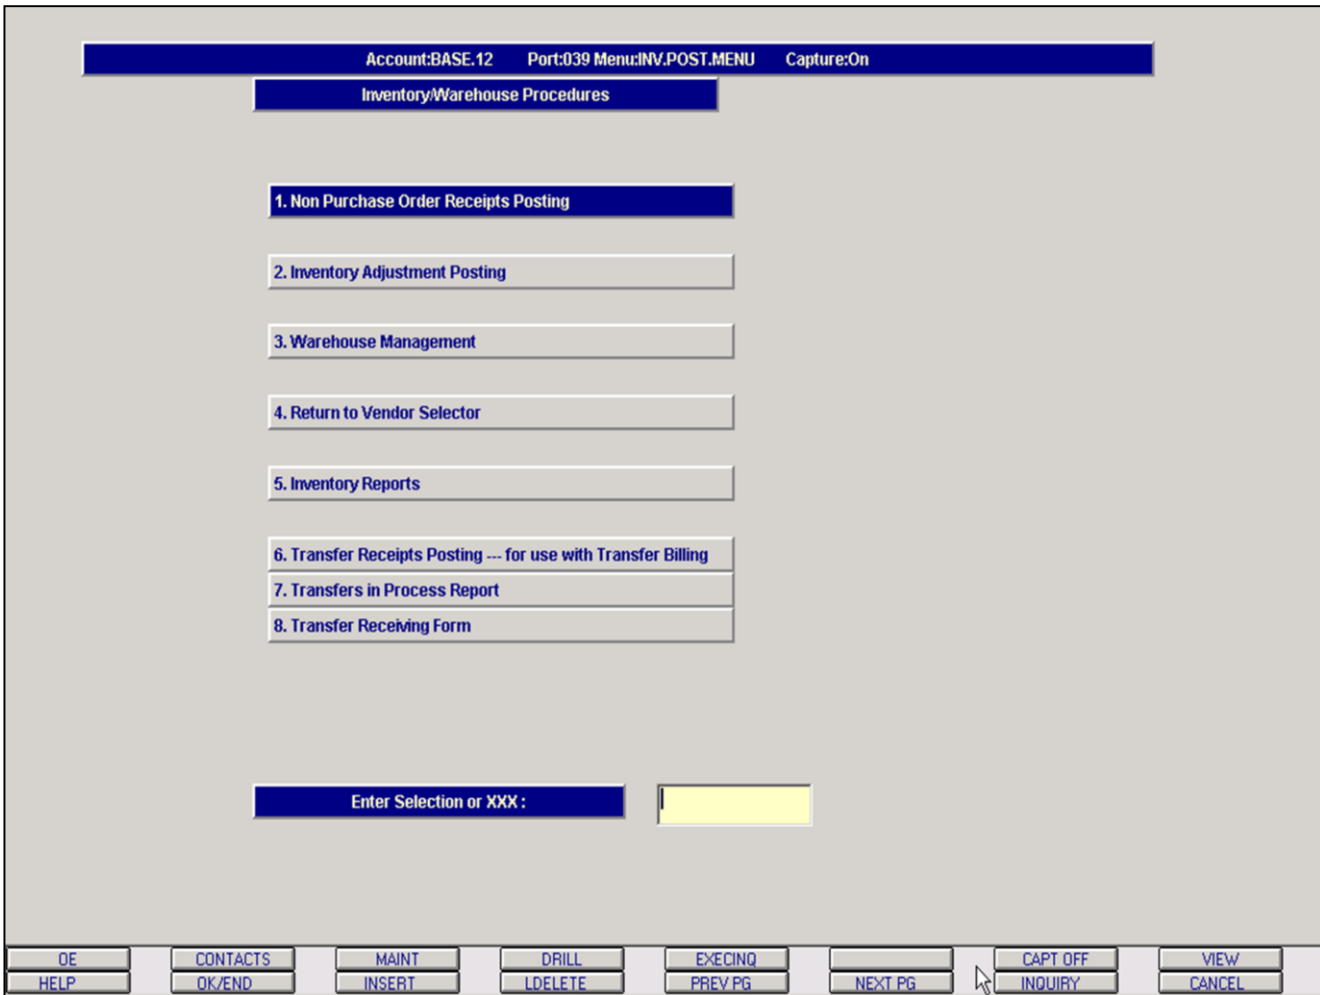 Account:BASE.12 Port:039 Menu:INV.POST.MENU Capture:On
Inventory/Warehouse Procedures
1. Non Purchase Order Receipts Posting
2. Inventory Adjustment Posting
3. Warehouse Management
4. Return to Vendor Selector
5. Inventory Reports
6. Transfer Receipts Posting --- for use with Transfer Billing
7. Transfers in Process Report
8. Transfer Receiving Form
Enter Selection or XXX :
OE CONTACTS MAINT DRILL EXECINQ CAPT OFF VIEW
HELP OK/END INSERT LDELETE PREV PG NEXT PG INQUIRY CANCEL